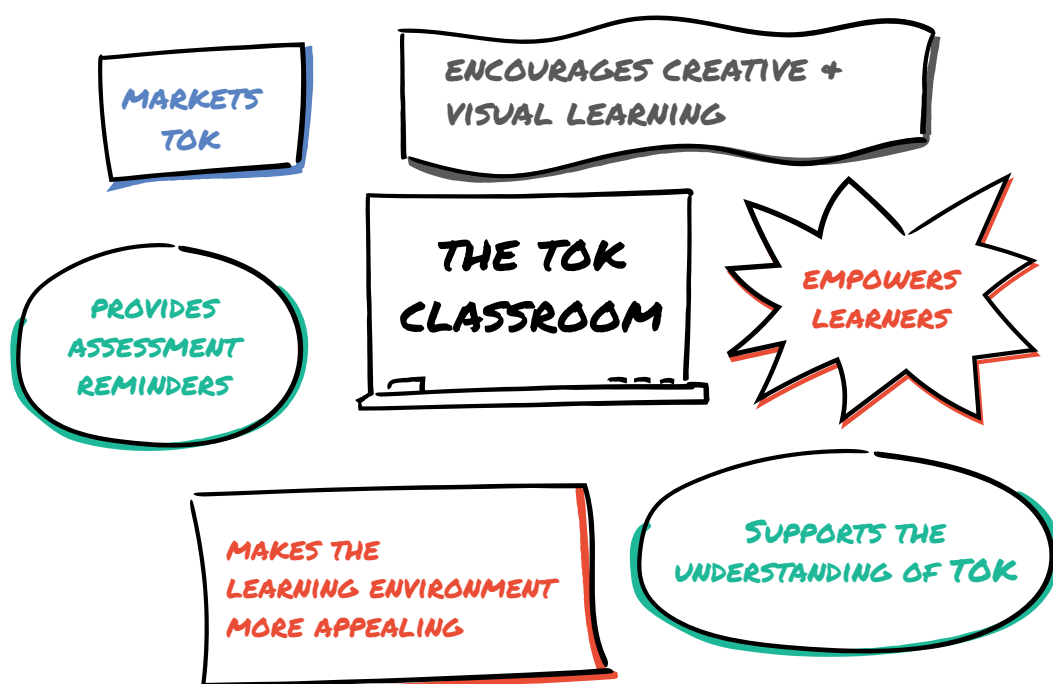 MARKETS
TOK
ENCOURAGES CREATIVE &
VISUAL LEARNING
THE TOK
CLASSROOM
EMPOWERS
LEARNERS
PROVIDES
ASSESSMENT
REMINDERS
MAKES THE
LEARNING ENVIRONMENT
MORE APPEALING
SUPPORTS THE
UNDERSTANDING OF TOK